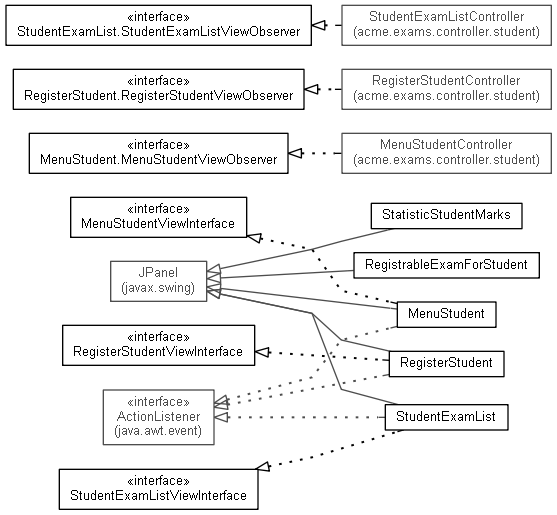 «interface»
StudentExamList.StudentExamListViewObserver
StudentExamListController
(acme.exams.controller.student)
«interface»
RegisterStudent.RegisterStudentViewObserver
RegisterStudentController
(acme.exams.controller.student)
«interface»
MenuStudent.MenuStudentViewObserver
MenuStudentController
(acme.exams.controller.student)
«interface»
MenuStudentViewInterface
StatisticStudentMarks
JPanel
(javax.swing)
RegistrableExamForStudent
MenuStudent
«interface»
RegisterStudentViewInterface
RegisterStudent
«interface»
ActionListener
(java.awt.event)
StudentExamList
«interface»
StudentExamListViewInterface